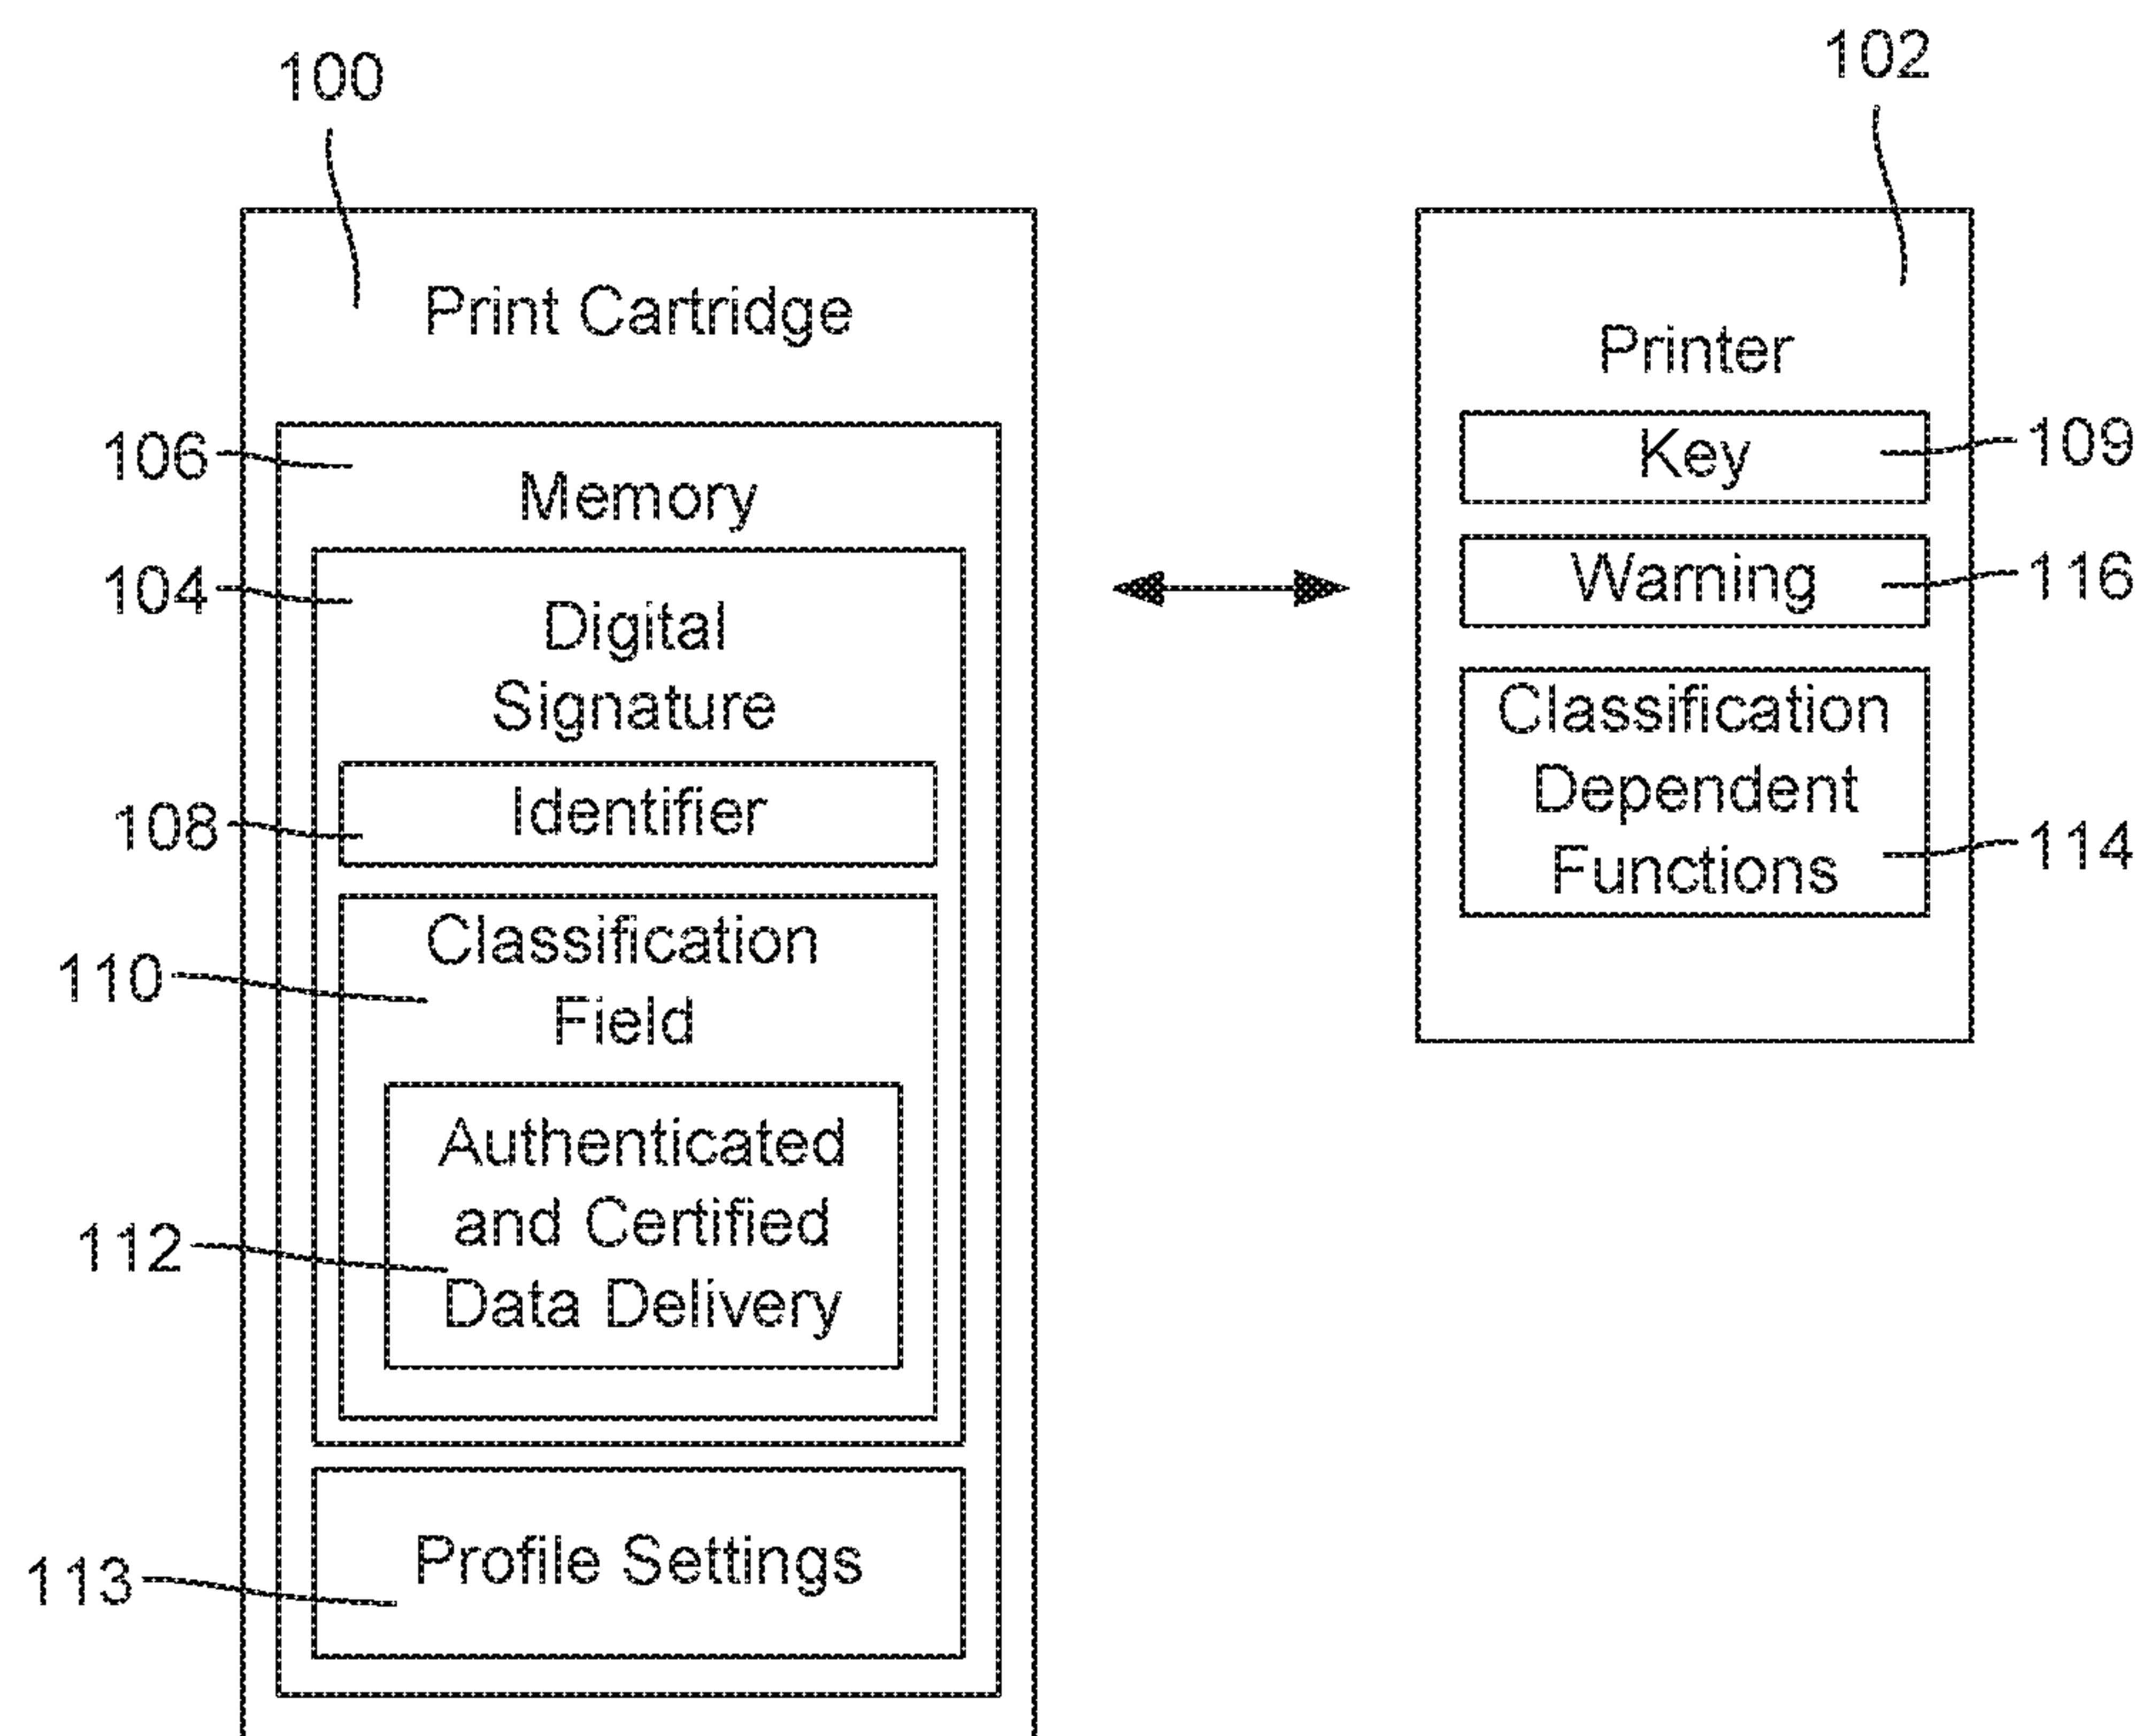 100
102
Print Cartridge
Printer
106
Memory
Key
109
104
Digital
Signature
Warning
116
108
Identifier
Classification
Dependent
Functions
114
110
Classification
Field
112
Authenticated
and Certified
Data Delivery
113
Profile Settings